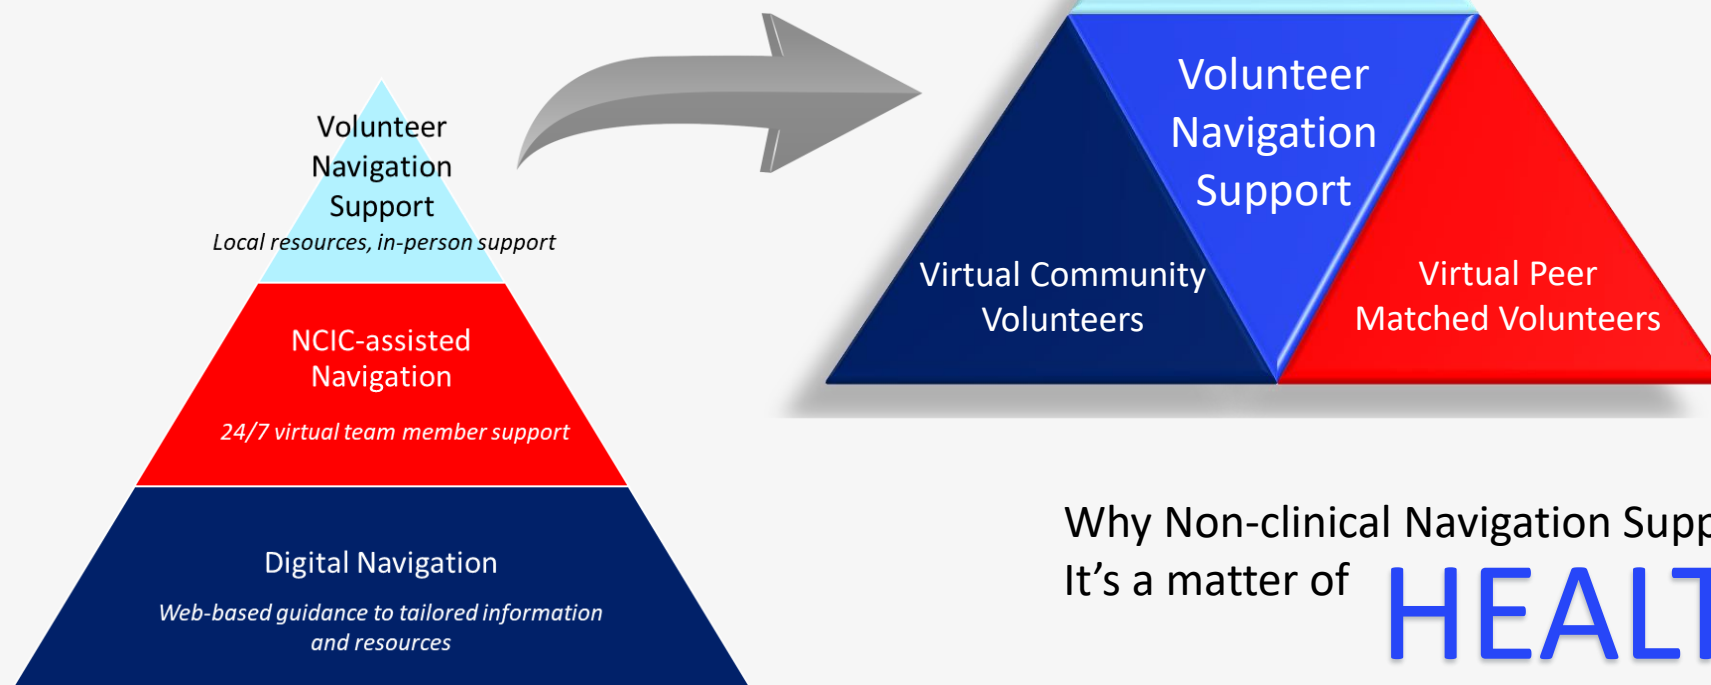 Volunteer
Navigation
Support
Local resources, in-person support
NCIC-assisted
Navigation
24/7 virtual team member support
Digital Navigation
Web-based guidance to tailored information
and resources
Volunteer
Navigation
Support
Virtual Community
Volunteers
Virtual Peer
Matched Volunteers
Why Non-clinical Navigation
It's a matter of